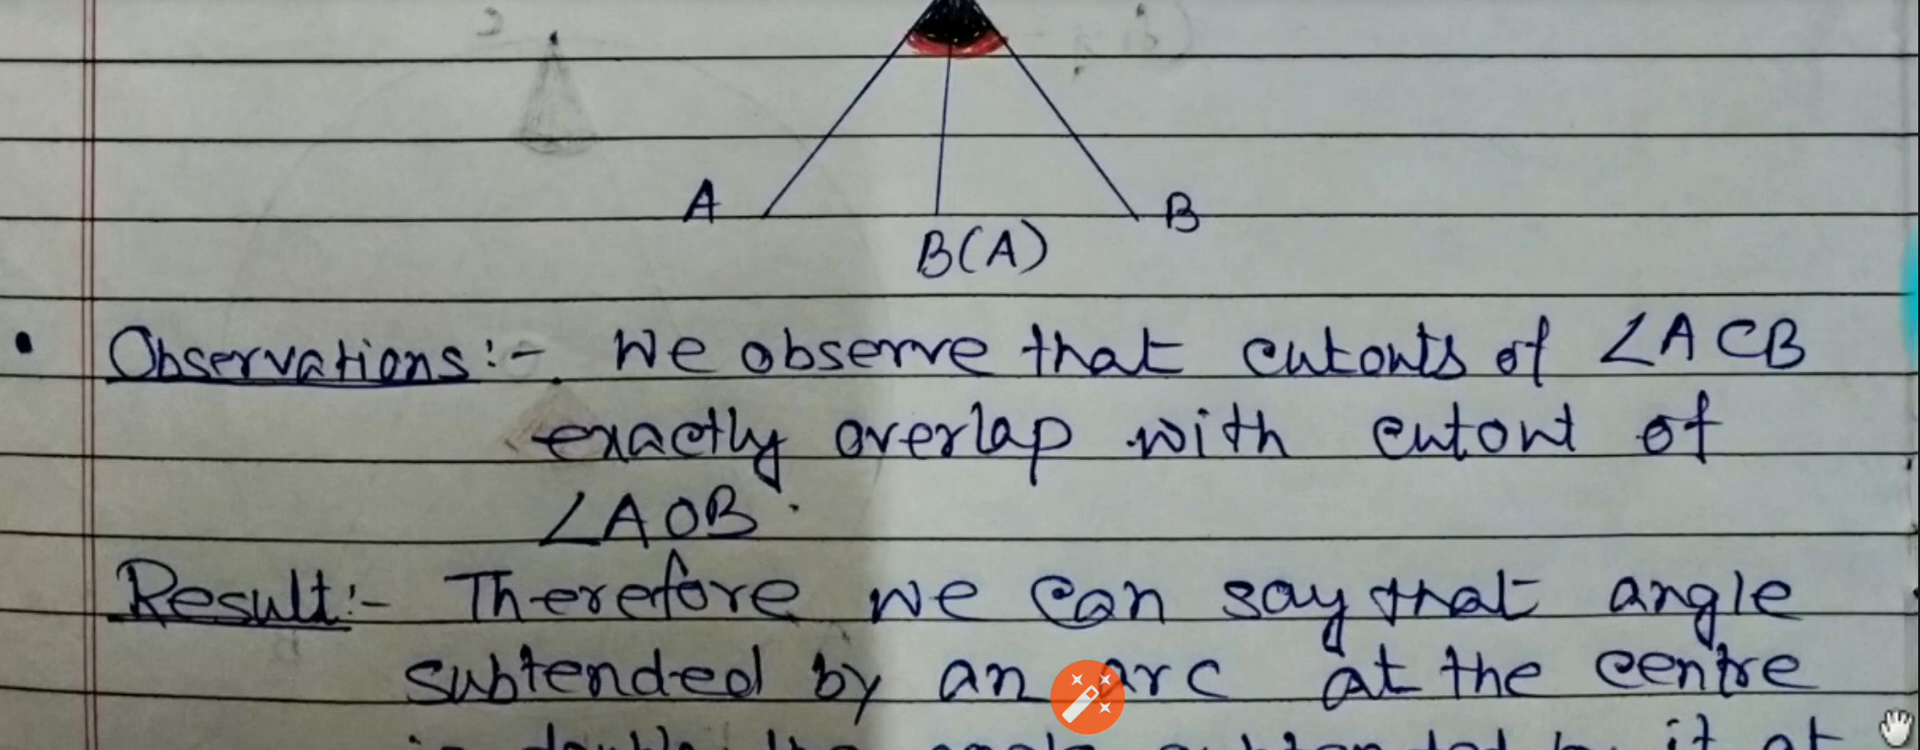 A
B
B(A)
Observations:- We observe that cutouts of ∠ACB
exactly overlap with cutout of
∠AOB.
Result:- Therefore we can say that angle
subtended by an arc at the centre